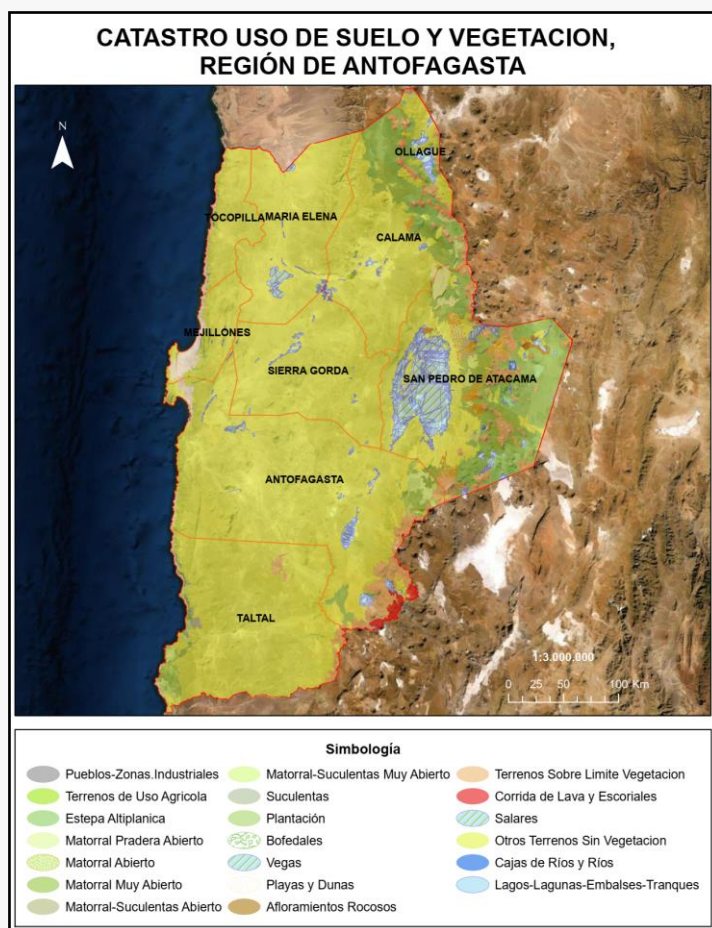 CATASTRO USO DE SUELO Y VEGETACION,
REGIÓN DE ANTOFAGASTA
N
OLLAGUE
TOCOPILLA
MARIA ELENA
CALAMA
MEJILLONES
SIERRA GORDA
SAN PEDRO DE ATACAMA
ANTOFAGASTA
TALTAL
1:3.000.000
0 25 50 100 Km
Simbología
Pueblos-Zonas.Industriales
Terrenos de Uso Agricola
Estepa Altiplanica
Matorral Pradera Abierto
Matorral Abierto
Matorral Muy Abierto
Matorral-Suculentas Abierto
Matorral-Suculentas Muy Abierto
Suculentas
Plantación
Bofedales
Vegas
Playas y Dunas
Afloramientos Rocosos
Terrenos Sobre Limite Vegetacion
Corrida de Lava y Escoriales
Salares
Otros Terrenos Sin Vegetacion
Cajas de Ríos y Ríos
Lagos-Lagunas-Embalses-Tranques